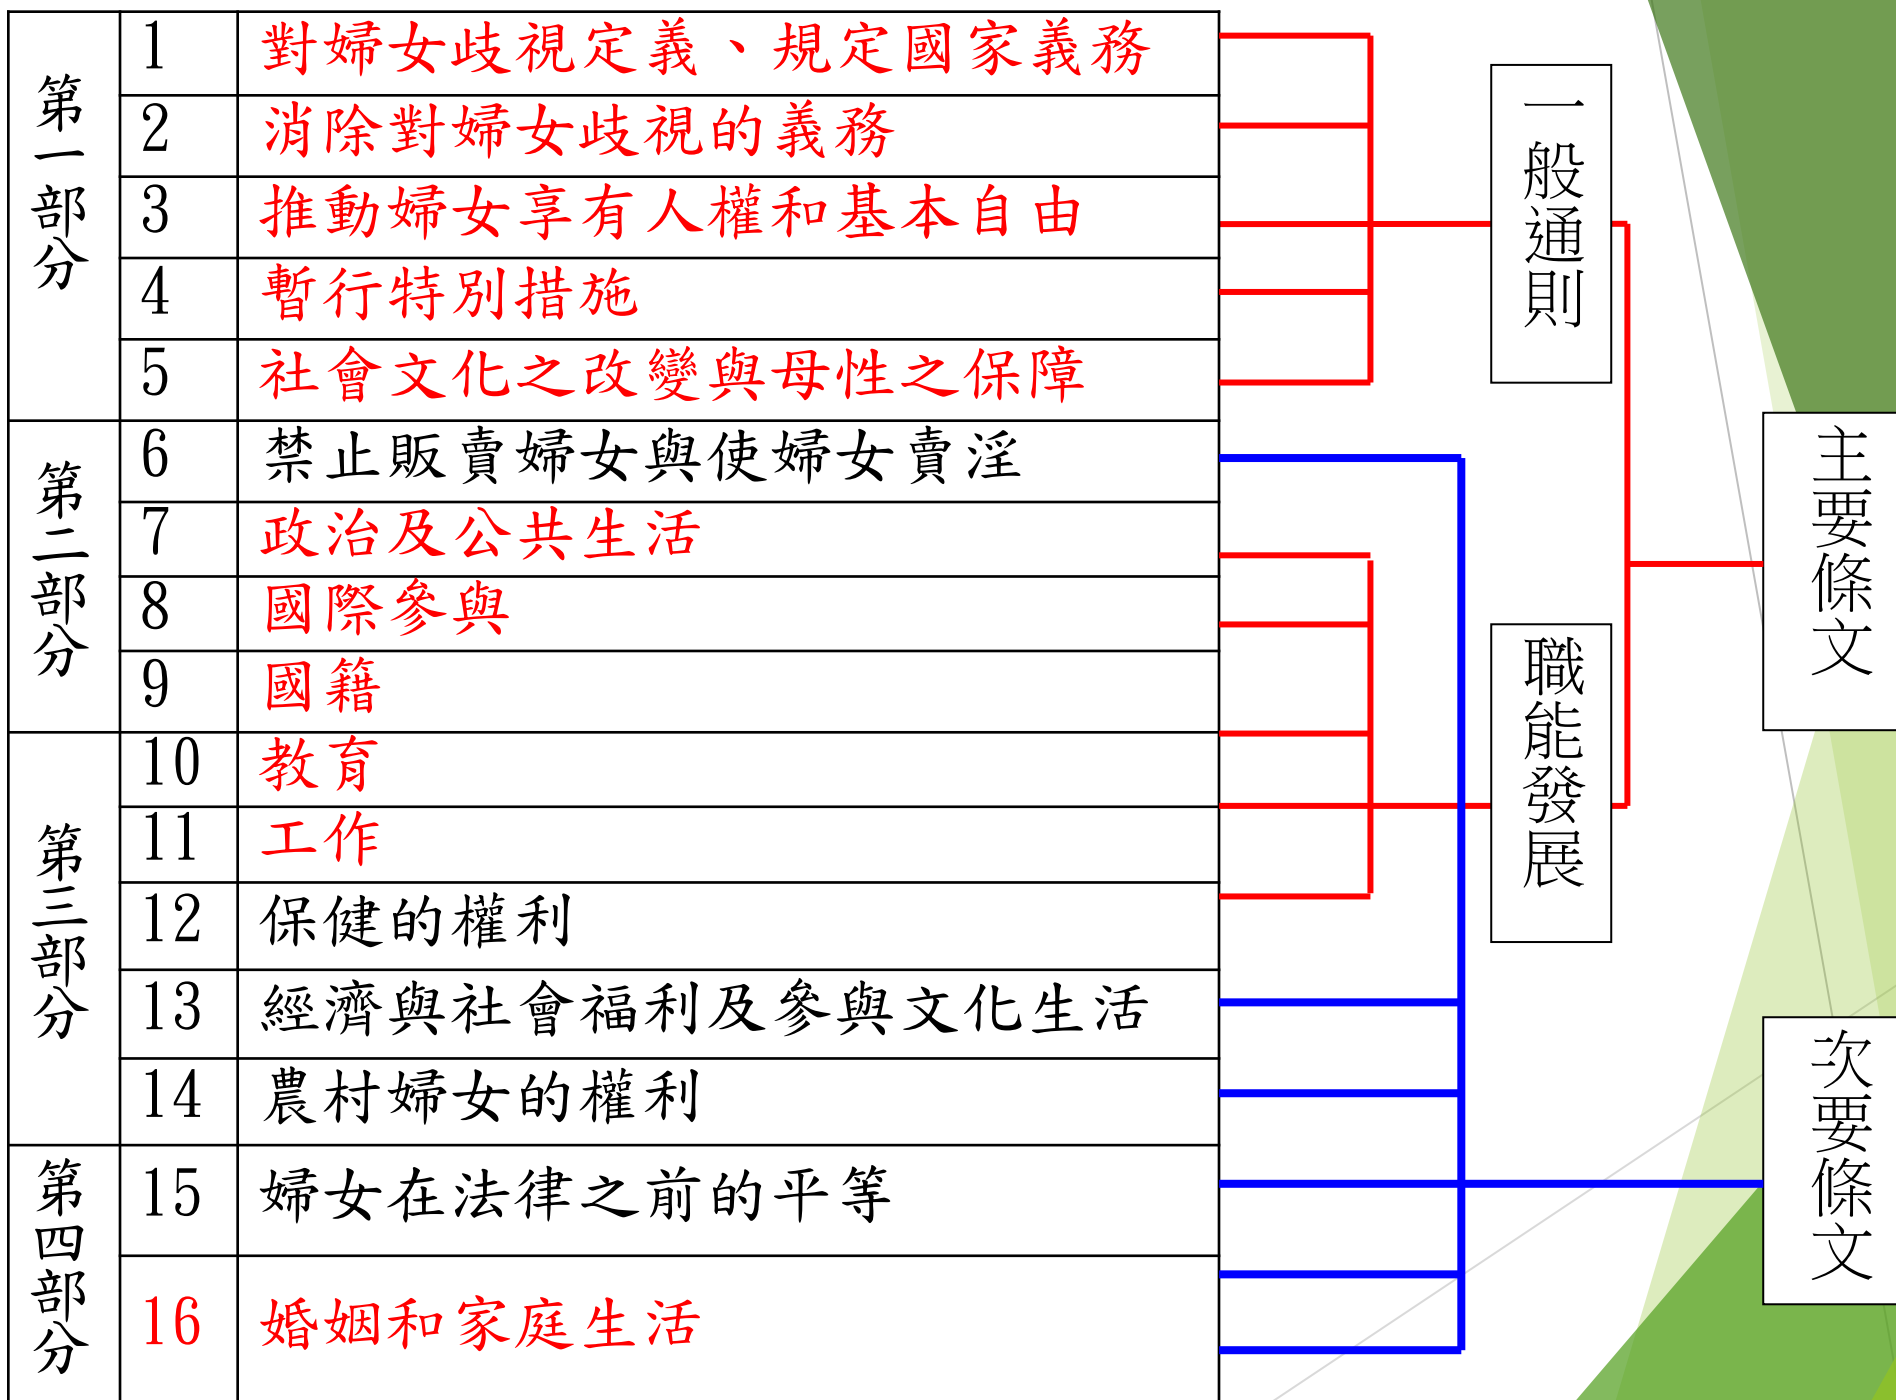 第一部分
1 對婦女歧視定義、規定國家義務
2 消除對婦女歧視的義務
3 推動婦女享有人權和基本自由
4 暫行特別措施
5 社會文化之改變與母性之保障
第二部分
6 禁止販賣婦女與使婦女賣淫
7 政治及公共生活
8 國際參與
9 國籍
第三部分
10 教育
11 工作
12 保健的權利
13 經濟與社會福利及參與文化生活
14 農村婦女的權利
第四部分
15 婦女在法律之前的平等
16 婚姻和家庭生活
一般通則
職能發展
主要條文
次要條文